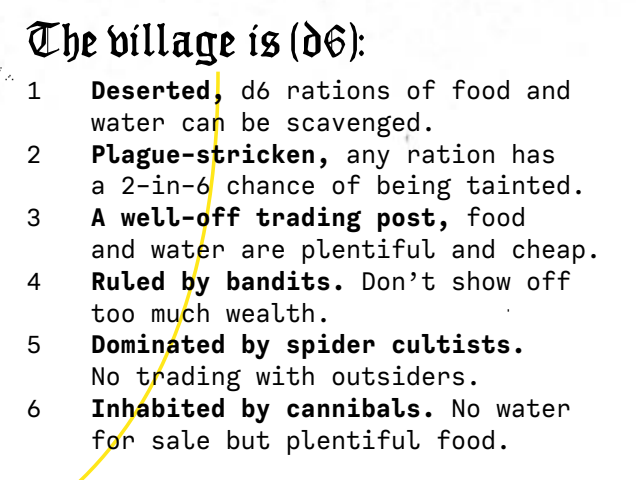 The village is (d6):
1 Deserted, d6 rations of food and
water can be scavenged.
2 Plague-stricken, any ration has
a 2-in-6 chance of being tainted.
3 A well-off trading post, food
and water are plentiful and cheap.
4 Ruled by bandits. Don’t show off
too much wealth.
5 Dominated by spider cultists.
No trading with outsiders.
6 Inhabited by cannibals. No water
for sale but plentiful food.